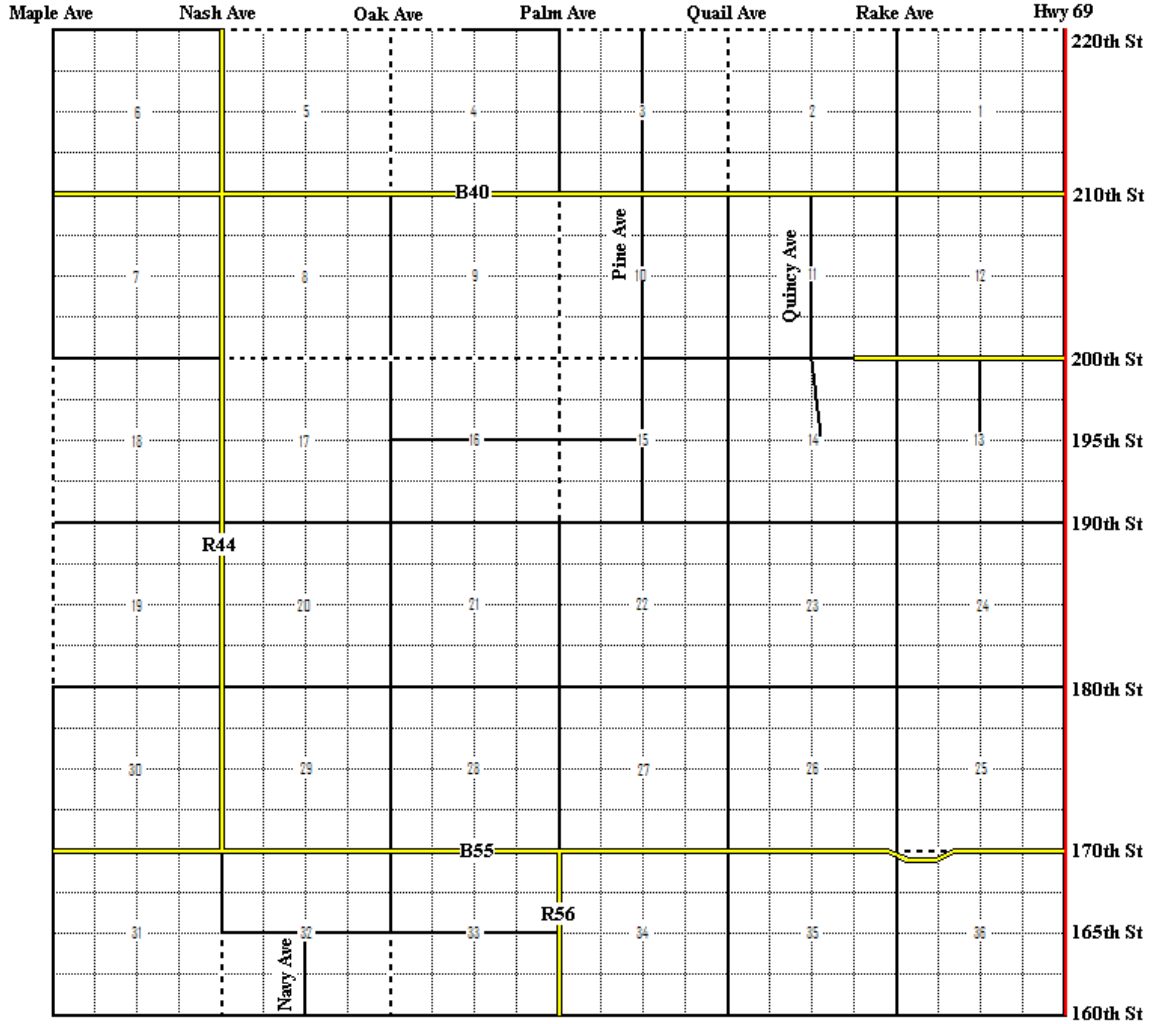 Maple Ave Nash Ave Oak Ave Palm Ave Quail Ave Rake Ave Hwy 69
220th St
6 5 4 3 2 1
B40 210th St
Pine Ave
Quincy Ave
7 8 9 10 11 12
200th St
18 17 16 15 14 13 195th St
190th St
R44
19 20 21 22 23 24
180th St
30 29 28 27 26 25
B55 170th St
R56
31 32 33 34 35 36 165th St
Navy Ave
160th St